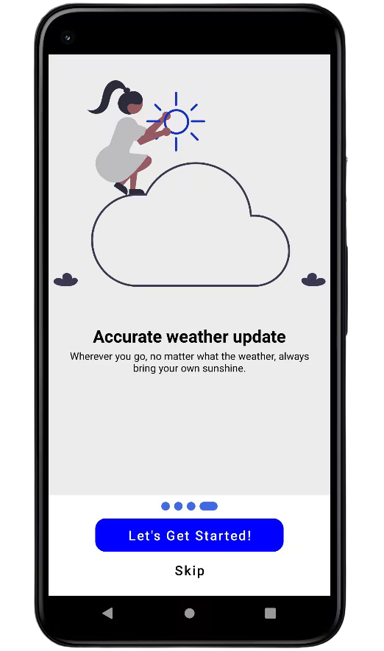 Accurate weather update
Wherever you go, no matter what the weather, always
bring your own sunshine.
Let's Get Started!
Skip